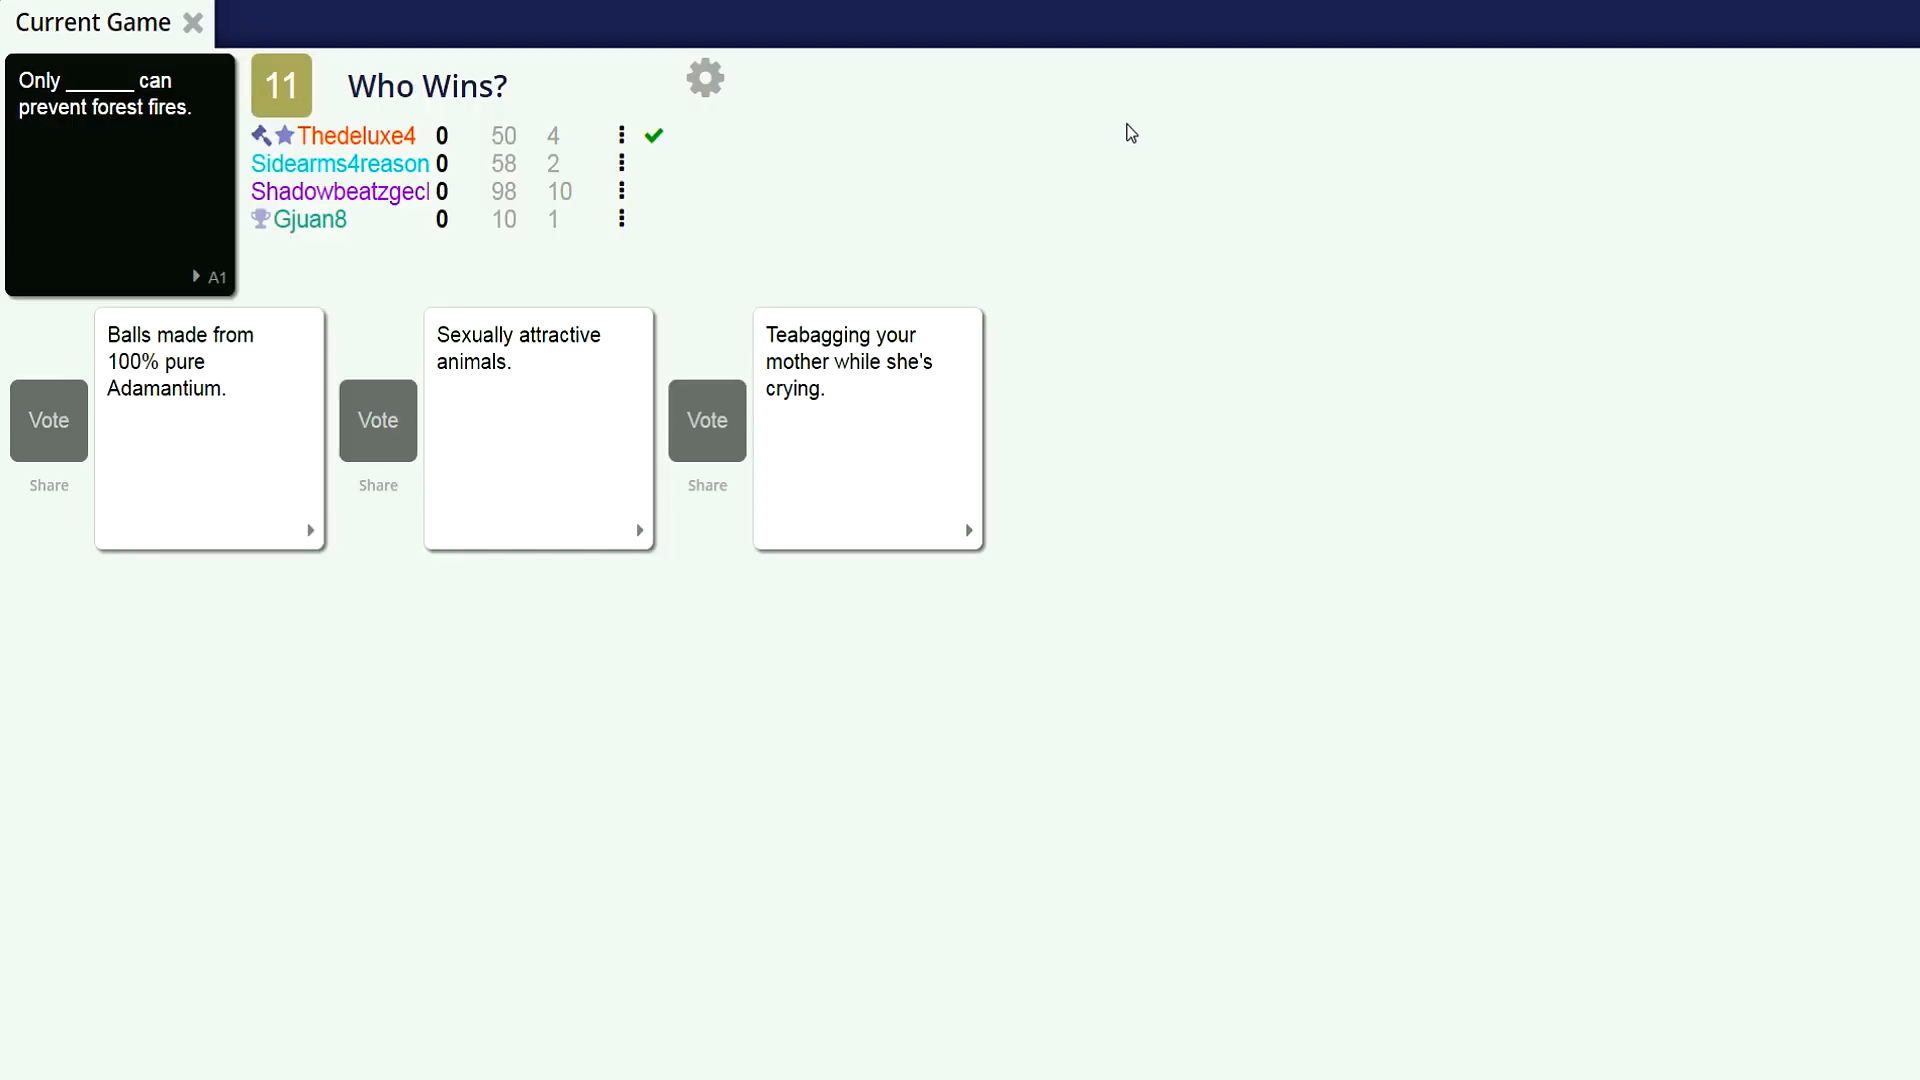 Current Game
Only ______ can
prevent forest fires.
A1
11
Who Wins?
Thedeluxe4 0 50 4
Sidearms4reason 0 58 2
Shadowbeatzgecl 0 98 10
Gjuan8 0 10 1
Vote
Share
Balls made from
100% pure
Adamantium.
Vote
Share
Sexually attractive
animals.
Vote
Share
Teabagging your
mother while she's
crying.